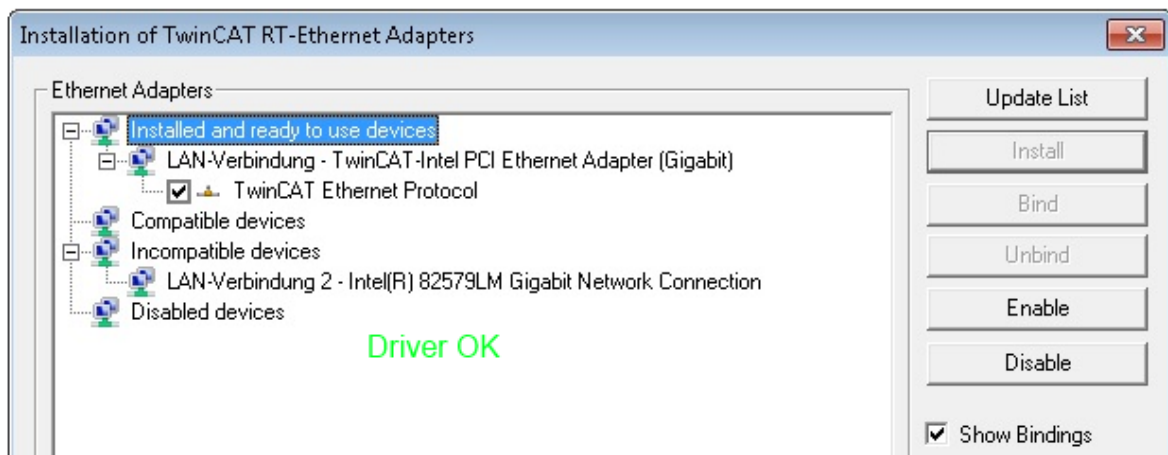 Installation of TwinCAT RT-Ethernet Adapters
Ethernet Adapters
Installed and ready to use devices
LAN-Verbindung - TwinCAT-Intel PCI Ethernet Adapter (Gigabit)
TwinCAT Ethernet Protocol
Compatible devices
Incompatible devices
LAN-Verbindung 2 - Intel(R) 82579LM Gigabit Network Connection
Disabled devices
Driver OK
Update List
Install
Bind
Unbind
Enable
Disable
Show Bindings